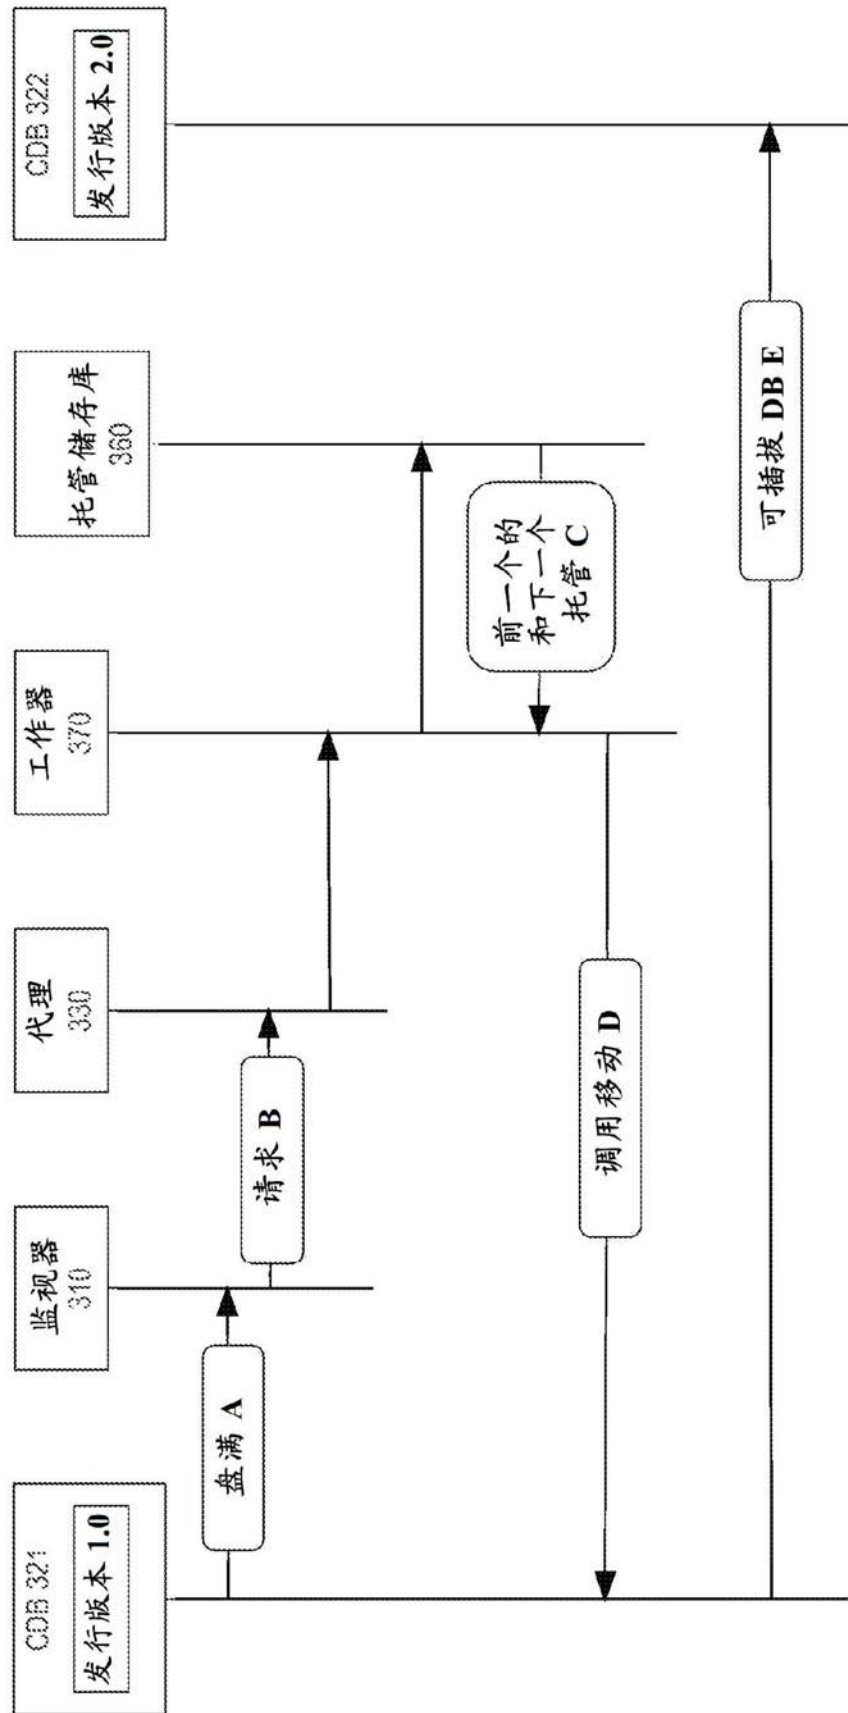 CDB 321
发行版本 1.0
监视器
310
代理
330
工作器
370
托管储存库
360
CDB 322
发行版本 2.0
盘满 A
请求 B
前一个的
和下一个
托管 C
调用移动 D
可插拔 DB E